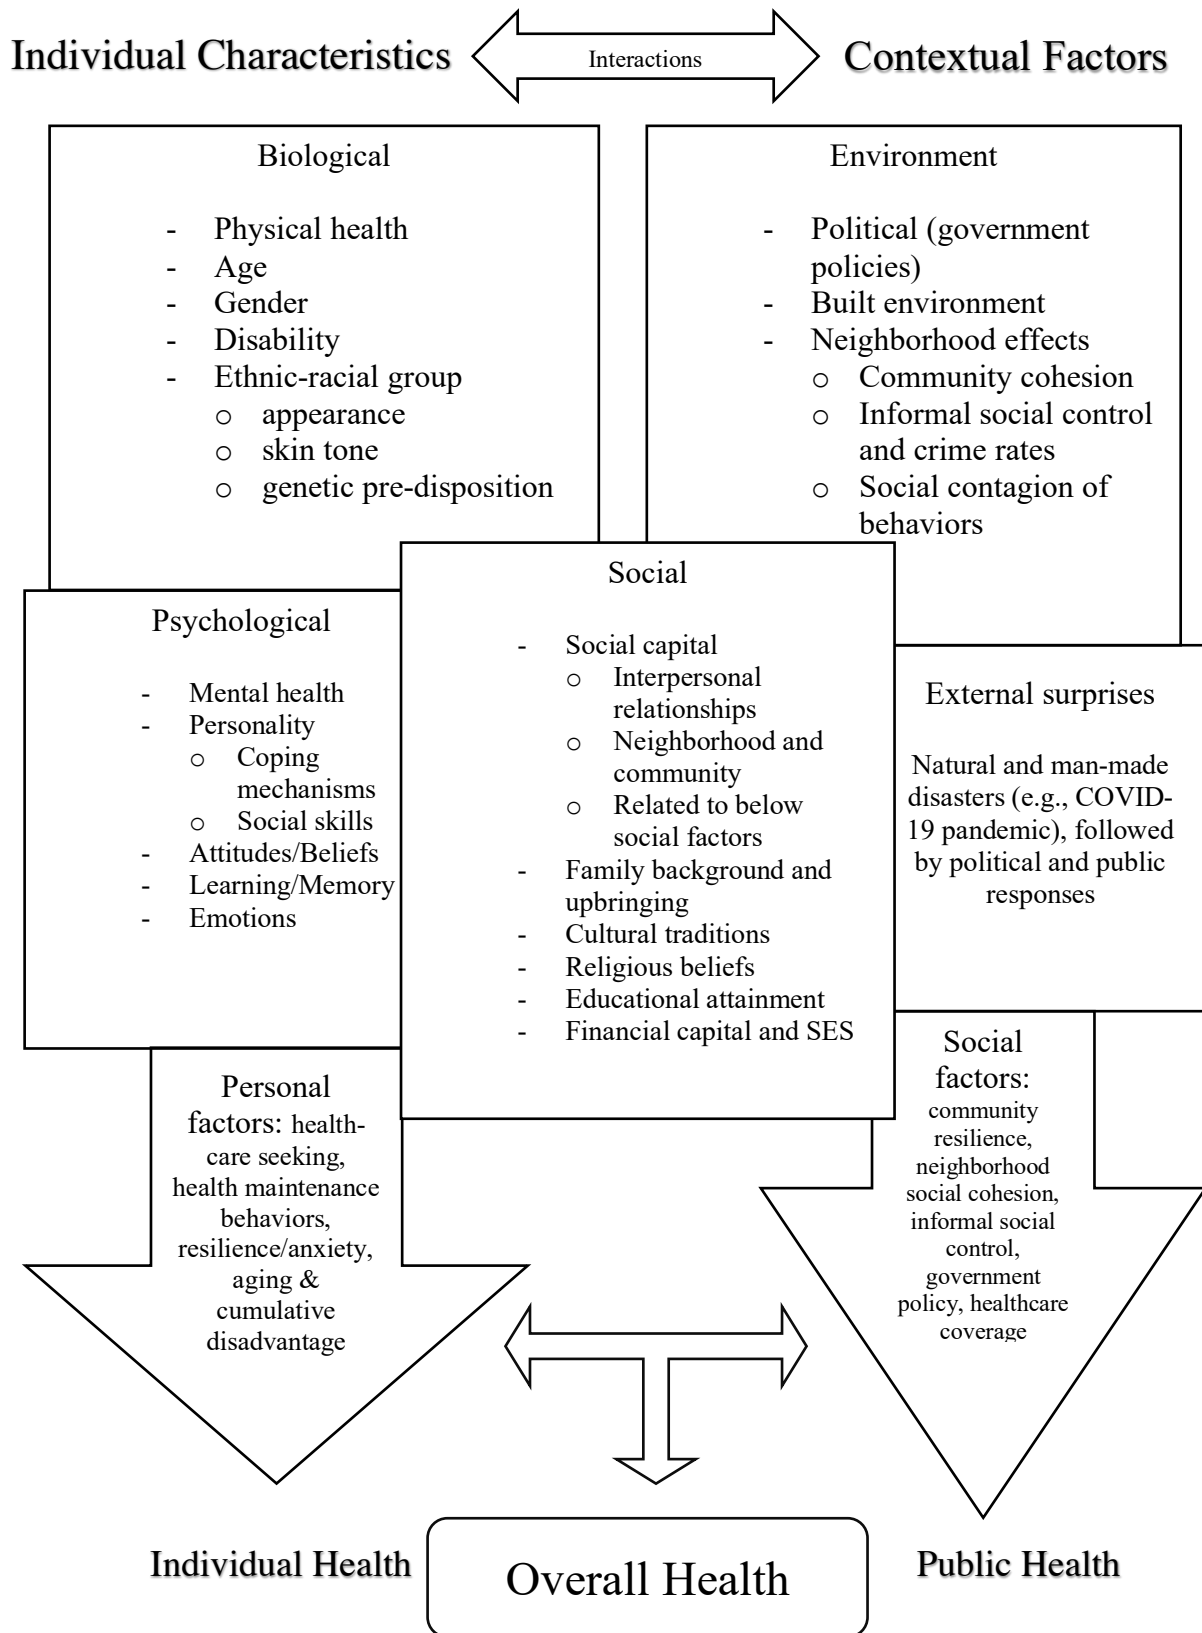 Individual Characteristics
Interactions
Contextual Factors
Biological
- Physical health
- Age
- Gender
- Disability
- Ethnic-racial group
o appearance
o skin tone
o genetic pre-disposition
Environment
- Political (government
policies)
- Built environment
- Neighborhood effects
o Community cohesion
o Informal social control
and crime rates
o Social contagion of
behaviors
Psychological
- Mental health
- Personality
o Coping
mechanisms
o Social skills
- Attitudes/Beliefs
- Learning/Memory
- Emotions
Social
- Social capital
o Interpersonal
relationships
o Neighborhood and
community
o Related to below
social factors
- Family background and
upbringing
- Cultural traditions
- Religious beliefs
- Educational attainment
- Financial capital and SES
External surprises
Natural and man-made
disasters (e.g., COVID-
19 pandemic), followed
by political and public
responses
Personal
factors: health-
care seeking,
health maintenance
behaviors,
resilience/anxiety,
aging &
cumulative
disadvantage
Social
factors:
community
resilience,
neighborhood
social cohesion,
informal social
control,
government
policy, healthcare
coverage
Individual Health
Overall Health
Public Health